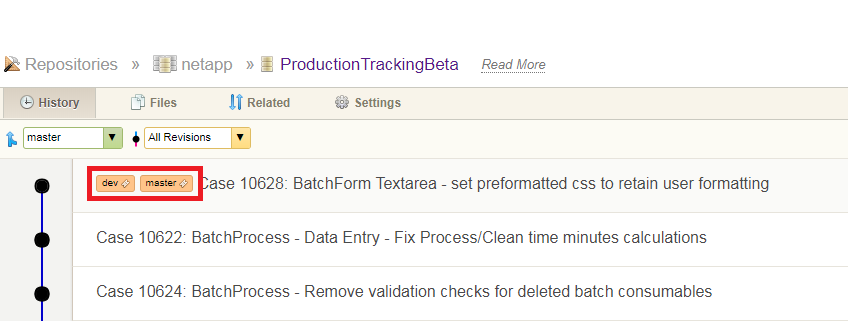 Repositories » netapp » ProductionTrackingBeta Read More
History Files Related Settings
master All Revisions
dev master Case 10628: BatchForm Textarea - set preformatted css to retain user formatting
Case 10622: BatchProcess - Data Entry - Fix Process/Clean time minutes calculations
Case 10624: BatchProcess - Remove validation checks for deleted batch consumables